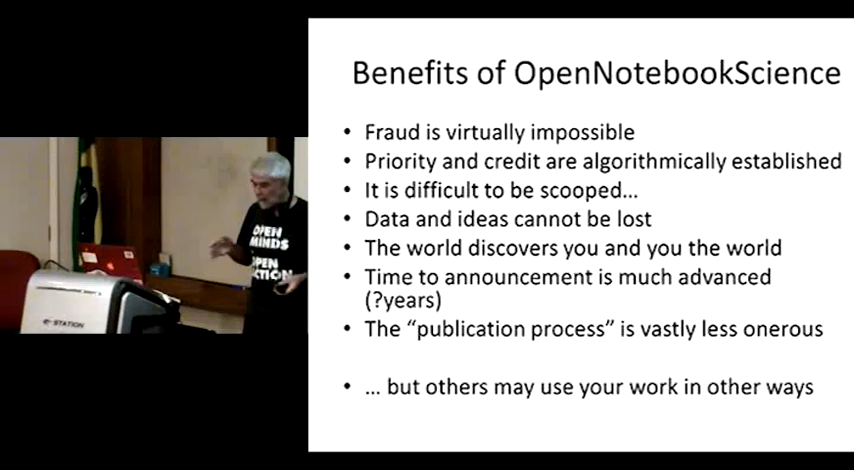 Benefits of OpenNotebookScience
• Fraud is virtually impossible
• Priority and credit are algorithmically established
• It is difficult to be scooped...
• Data and ideas cannot be lost
• The world discovers you and you the world
• Time to announcement is much advanced
(?years)
• The “publication process” is vastly less onerous
• ... but others may use your work in other ways
OPEN
MINDS
OPEN
STATION